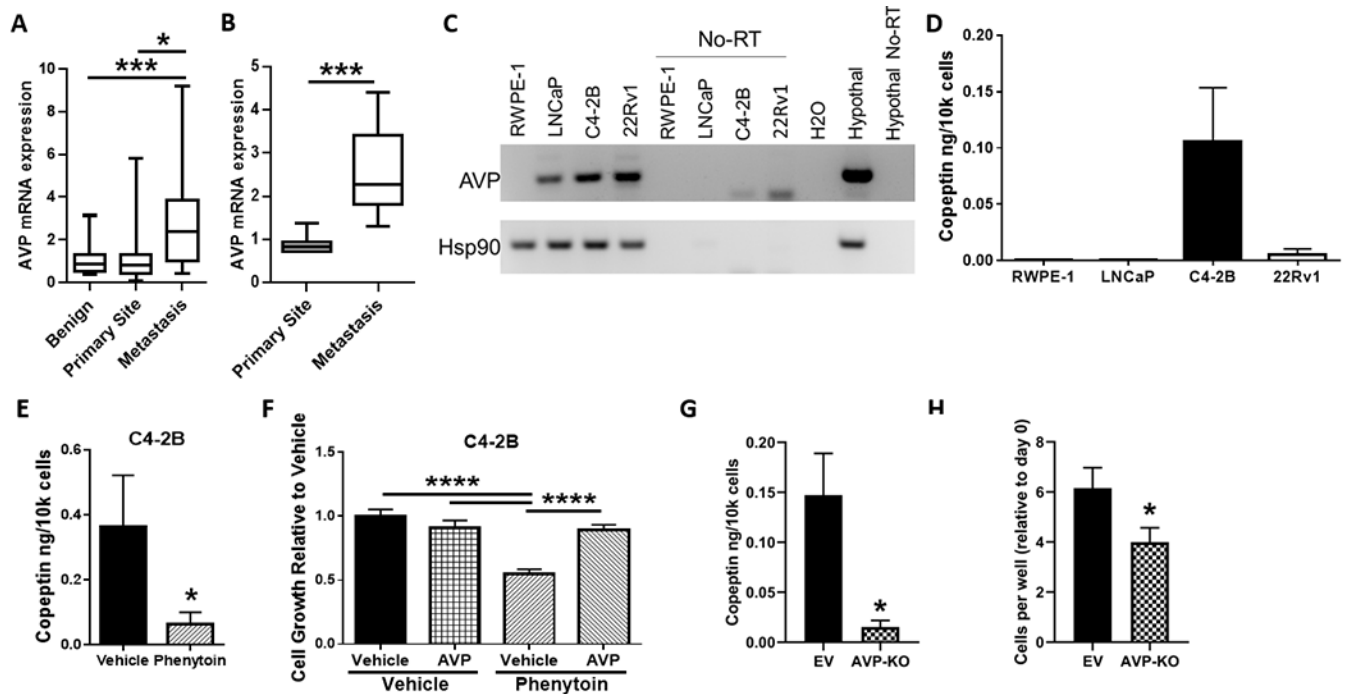 A
AVP mRNA expression
10
8
6
4
2
0
*
***
Benign
Primary Site
Metastasis
B
AVP mRNA expression
5
4
3
2
1
0
***
Primary Site
Metastasis
C
No-RT
RWPE-1
LNCaP
C4-2B
22Rv1
RWPE-1
LNCaP
C4-2B
22Rv1
H2O
Hypothal
Hypothal No-RT
AVP
Hsp90
D
Copeptin ng/10k cells
0.20
0.15
0.10
0.05
0.00
RWPE-1
LNCaP
C4-2B
22Rv1
E
C4-2B
Copeptin ng/10k cells
0.6
0.4
0.2
0.0
*
Vehicle
Phenytoin
F
C4-2B
Cell Growth Relative to Vehicle
1.5
1.0
0.5
0.0
****
****
Vehicle
AVP
Vehicle
AVP
Vehicle
Phenytoin
G
Copeptin ng/10k cells
0.20
0.15
0.10
0.05
0.00
*
EV
AVP-KO
H
Cells per well (relative to day 0)
8
6
4
2
0
*
EV
AVP-KO